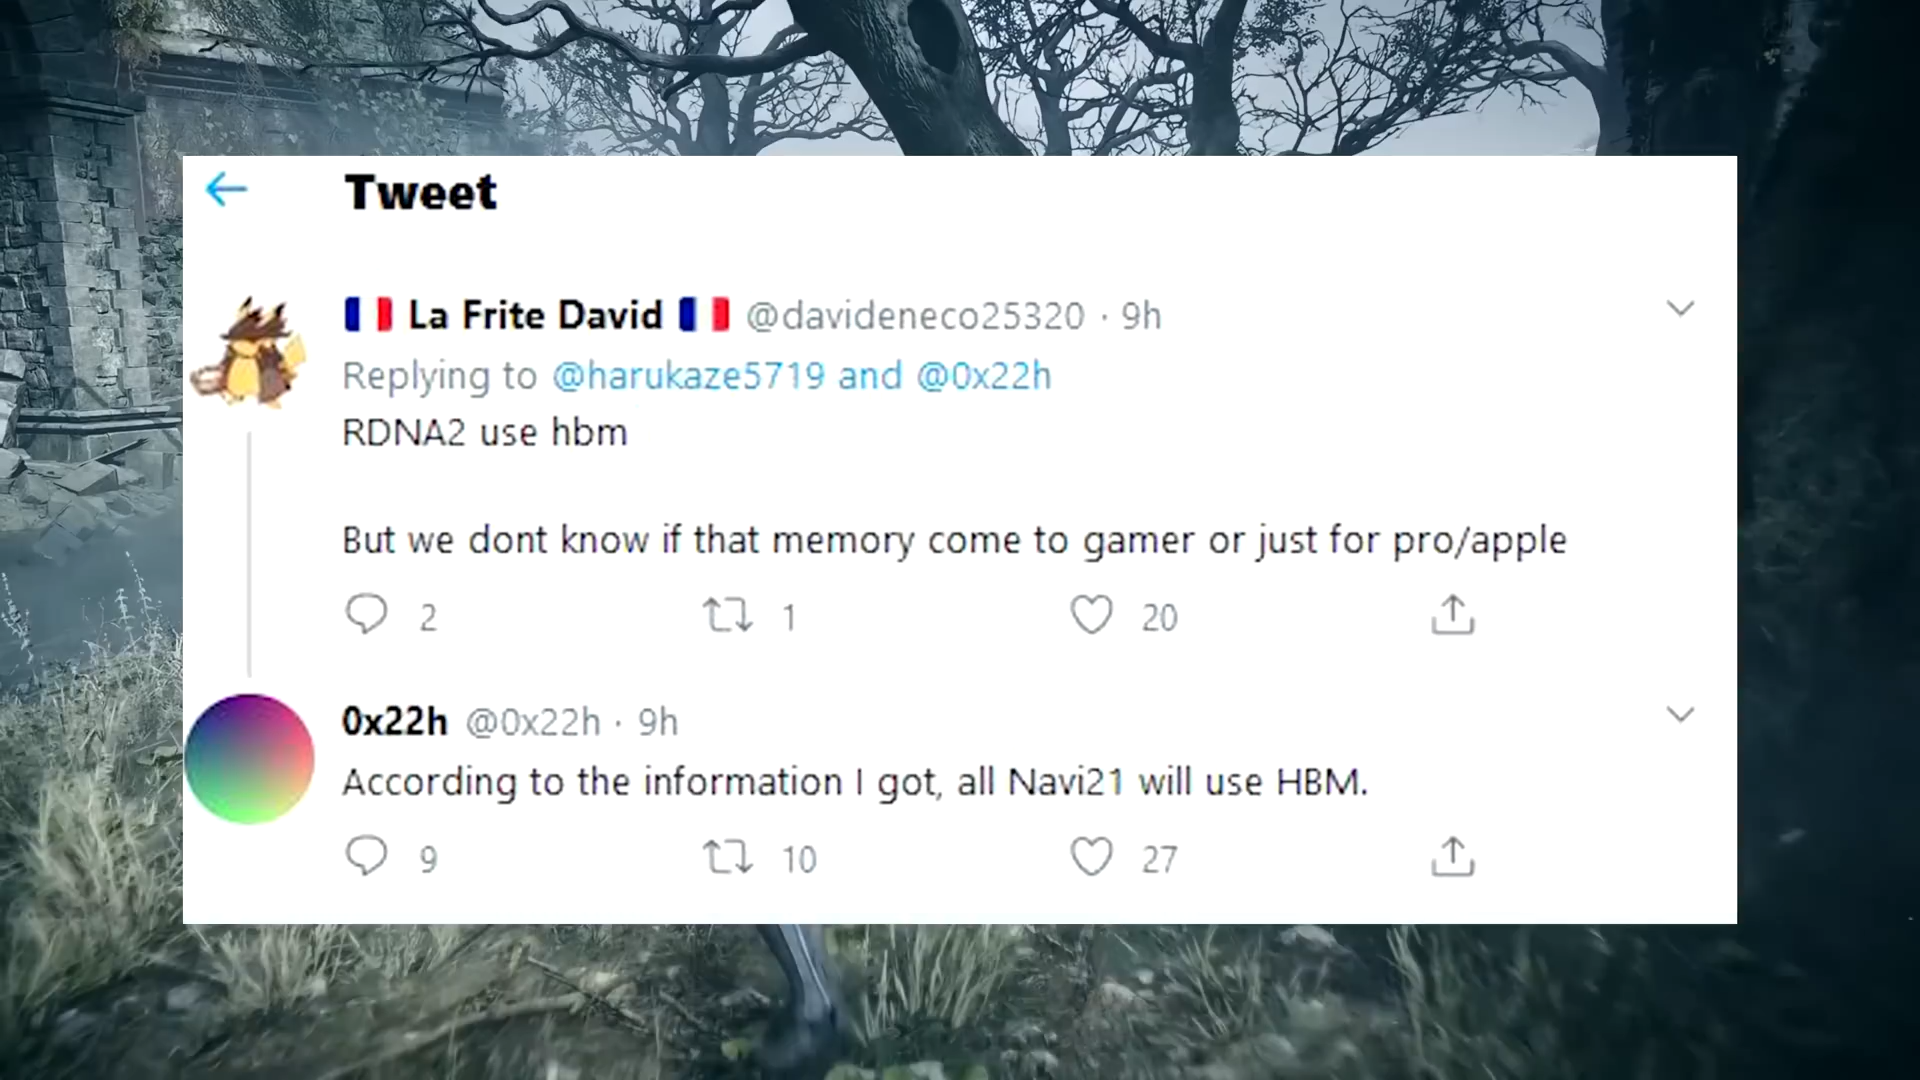 Tweet
🇫🇷 La Frite David 🇫🇷 @davideneco25320 · 9h
Replying to @harukaze5719 and @0x22h
RDNA2 use hbm
But we dont know if that memory come to gamer or just for pro/apple
2 1 20
0x22h @0x22h · 9h
According to the information I got, all Navi21 will use HBM.
9 10 27